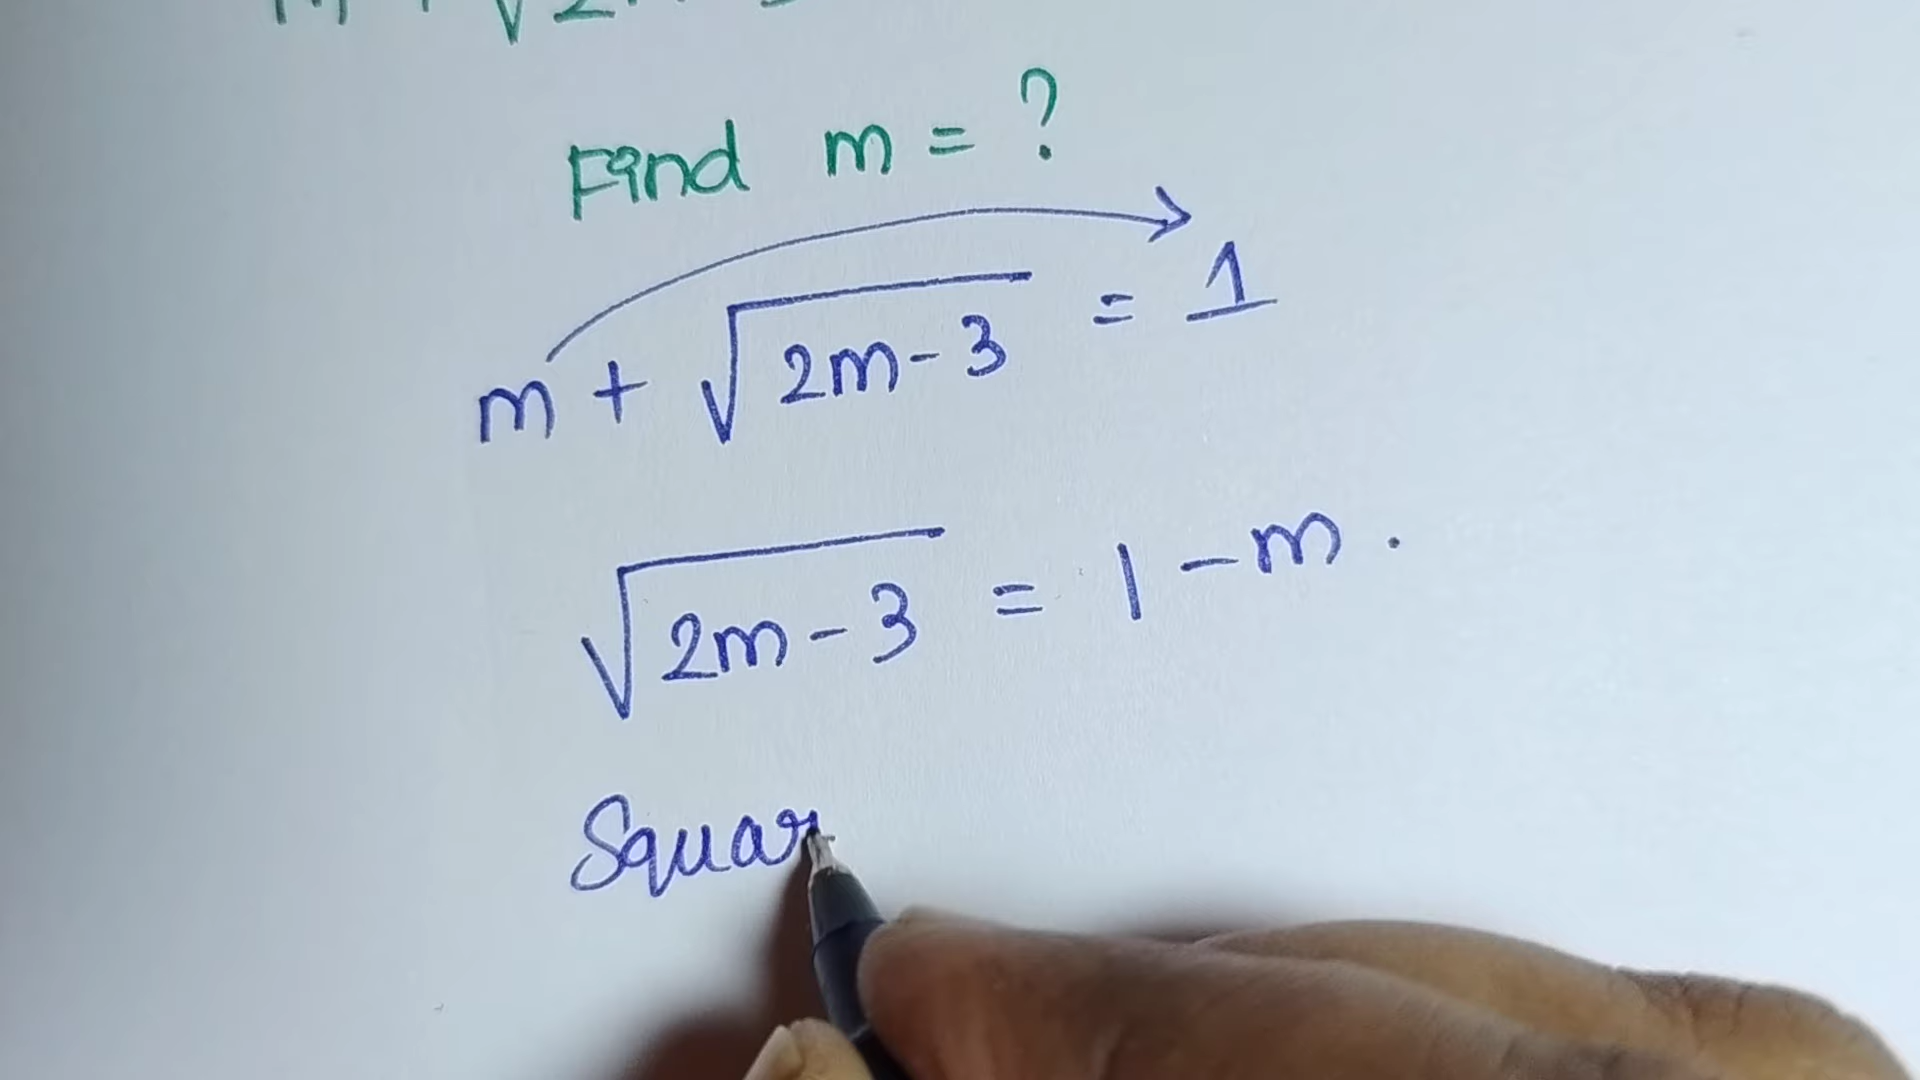 Find m = ?
m + √2m - 3 = 1
√2m - 3 = 1 - m .
Squar